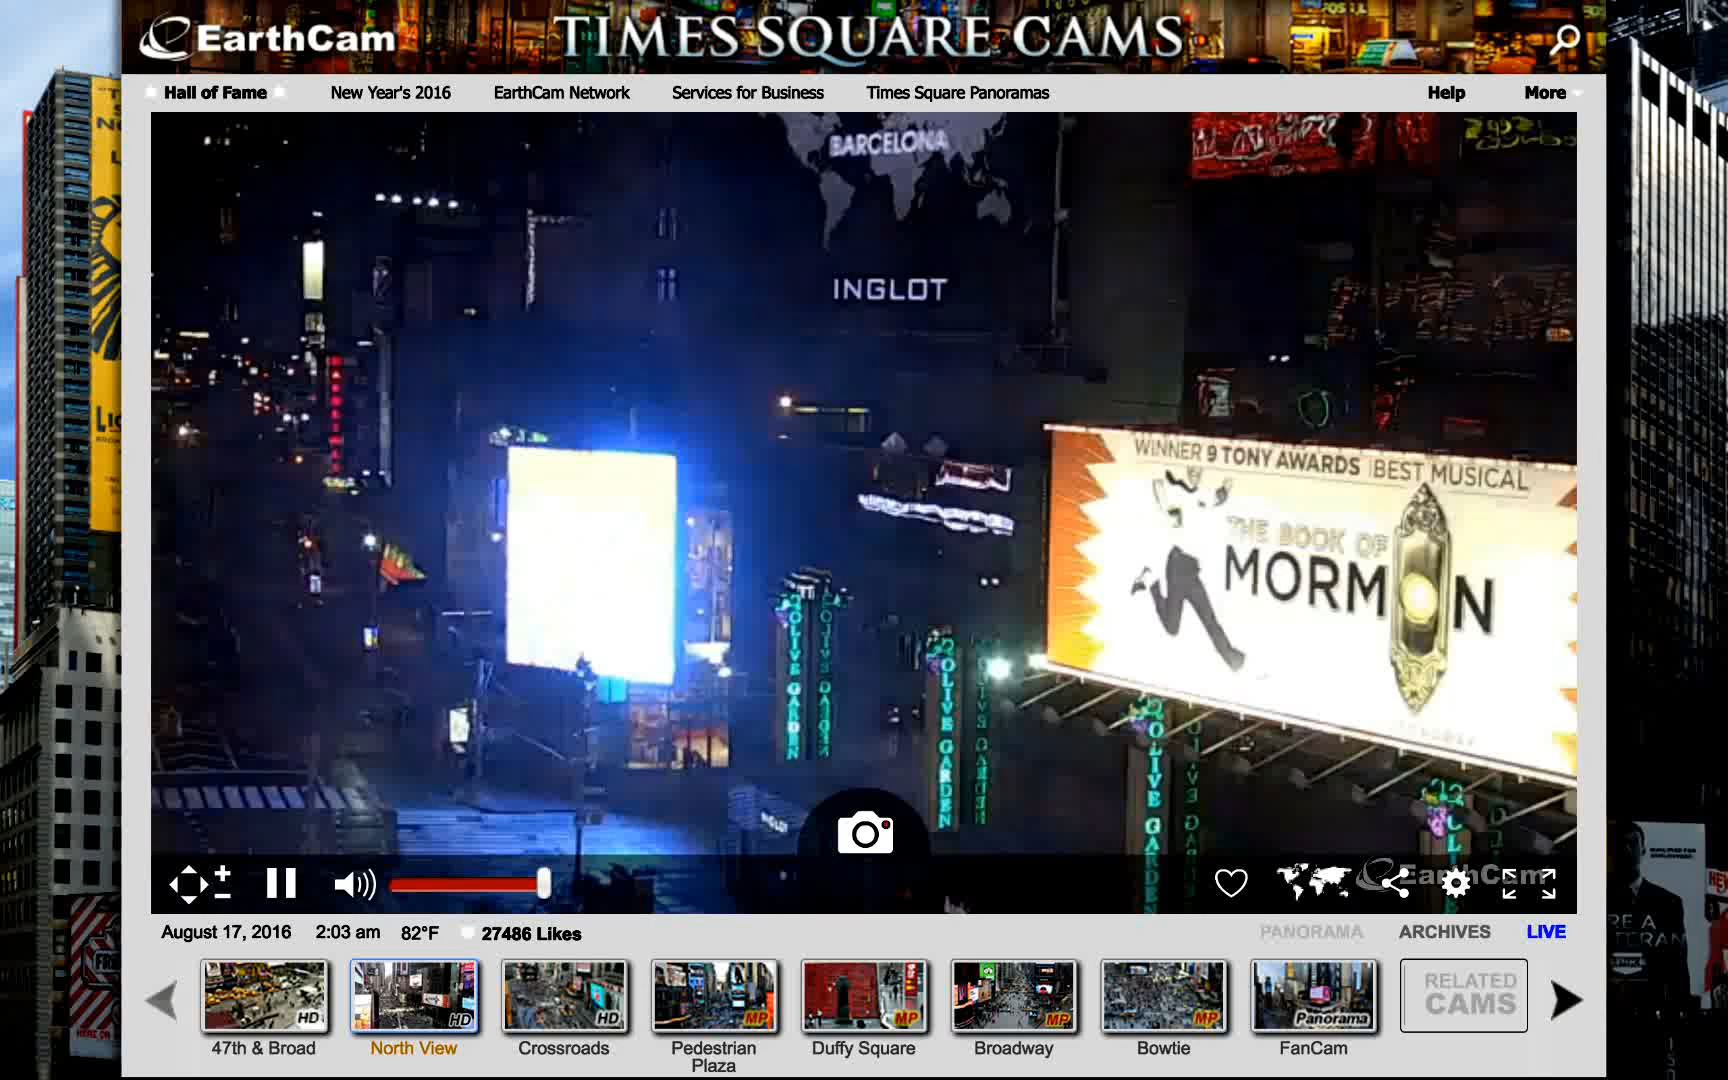 EarthCam
TIMES SQUARE CAMS
Hall of Fame
New Year's 2016
EarthCam Network
Services for Business
Times Square Panoramas
Help
More
BARCELONA
INGLOT
WINNER 9 TONY AWARDS BEST MUSICAL
THE BOOK OF
MORMON
OLIVE GARDEN
OLIVE GARDEN
OLIVE GARDEN
INGLOT
EarthCam
August 17, 2016
2:03 am
82°F
27486 Likes
PANORAMA
ARCHIVES
LIVE
HD
HD
HD
MP
MP
MP
MP
Panorama
RELATED
CAMS
47th & Broad
North View
Crossroads
Pedestrian
Plaza
Duffy Square
Broadway
Bowtie
FanCam